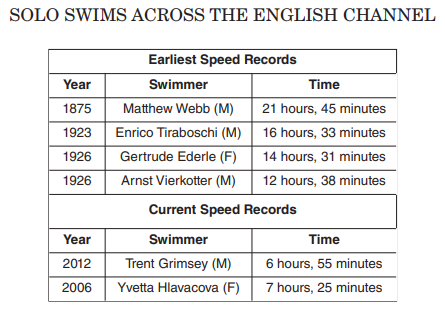 SOLO SWIMS ACROSS THE ENGLISH CHANNEL
Earliest Speed Records
Year Swimmer Time
1875 Matthew Webb (M) 21 hours, 45 minutes
1923 Enrico Tiraboschi (M) 16 hours, 33 minutes
1926 Gertrude Ederle (F) 14 hours, 31 minutes
1926 Arnst Vierkotter (M) 12 hours, 38 minutes
Current Speed Records
Year Swimmer Time
2012 Trent Grimsey (M) 6 hours, 55 minutes
2006 Yvetta Hlavacova (F) 7 hours, 25 minutes